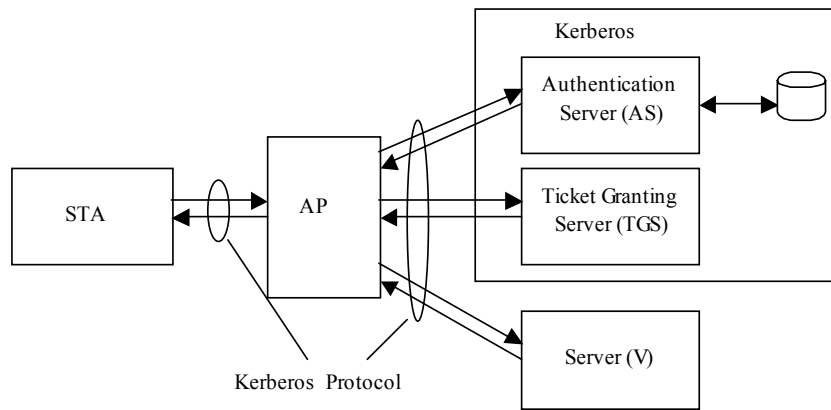 Kerberos
Authentication
Server (AS)
STA
AP
Ticket Granting
Server (TGS)
Server (V)
Kerberos Protocol